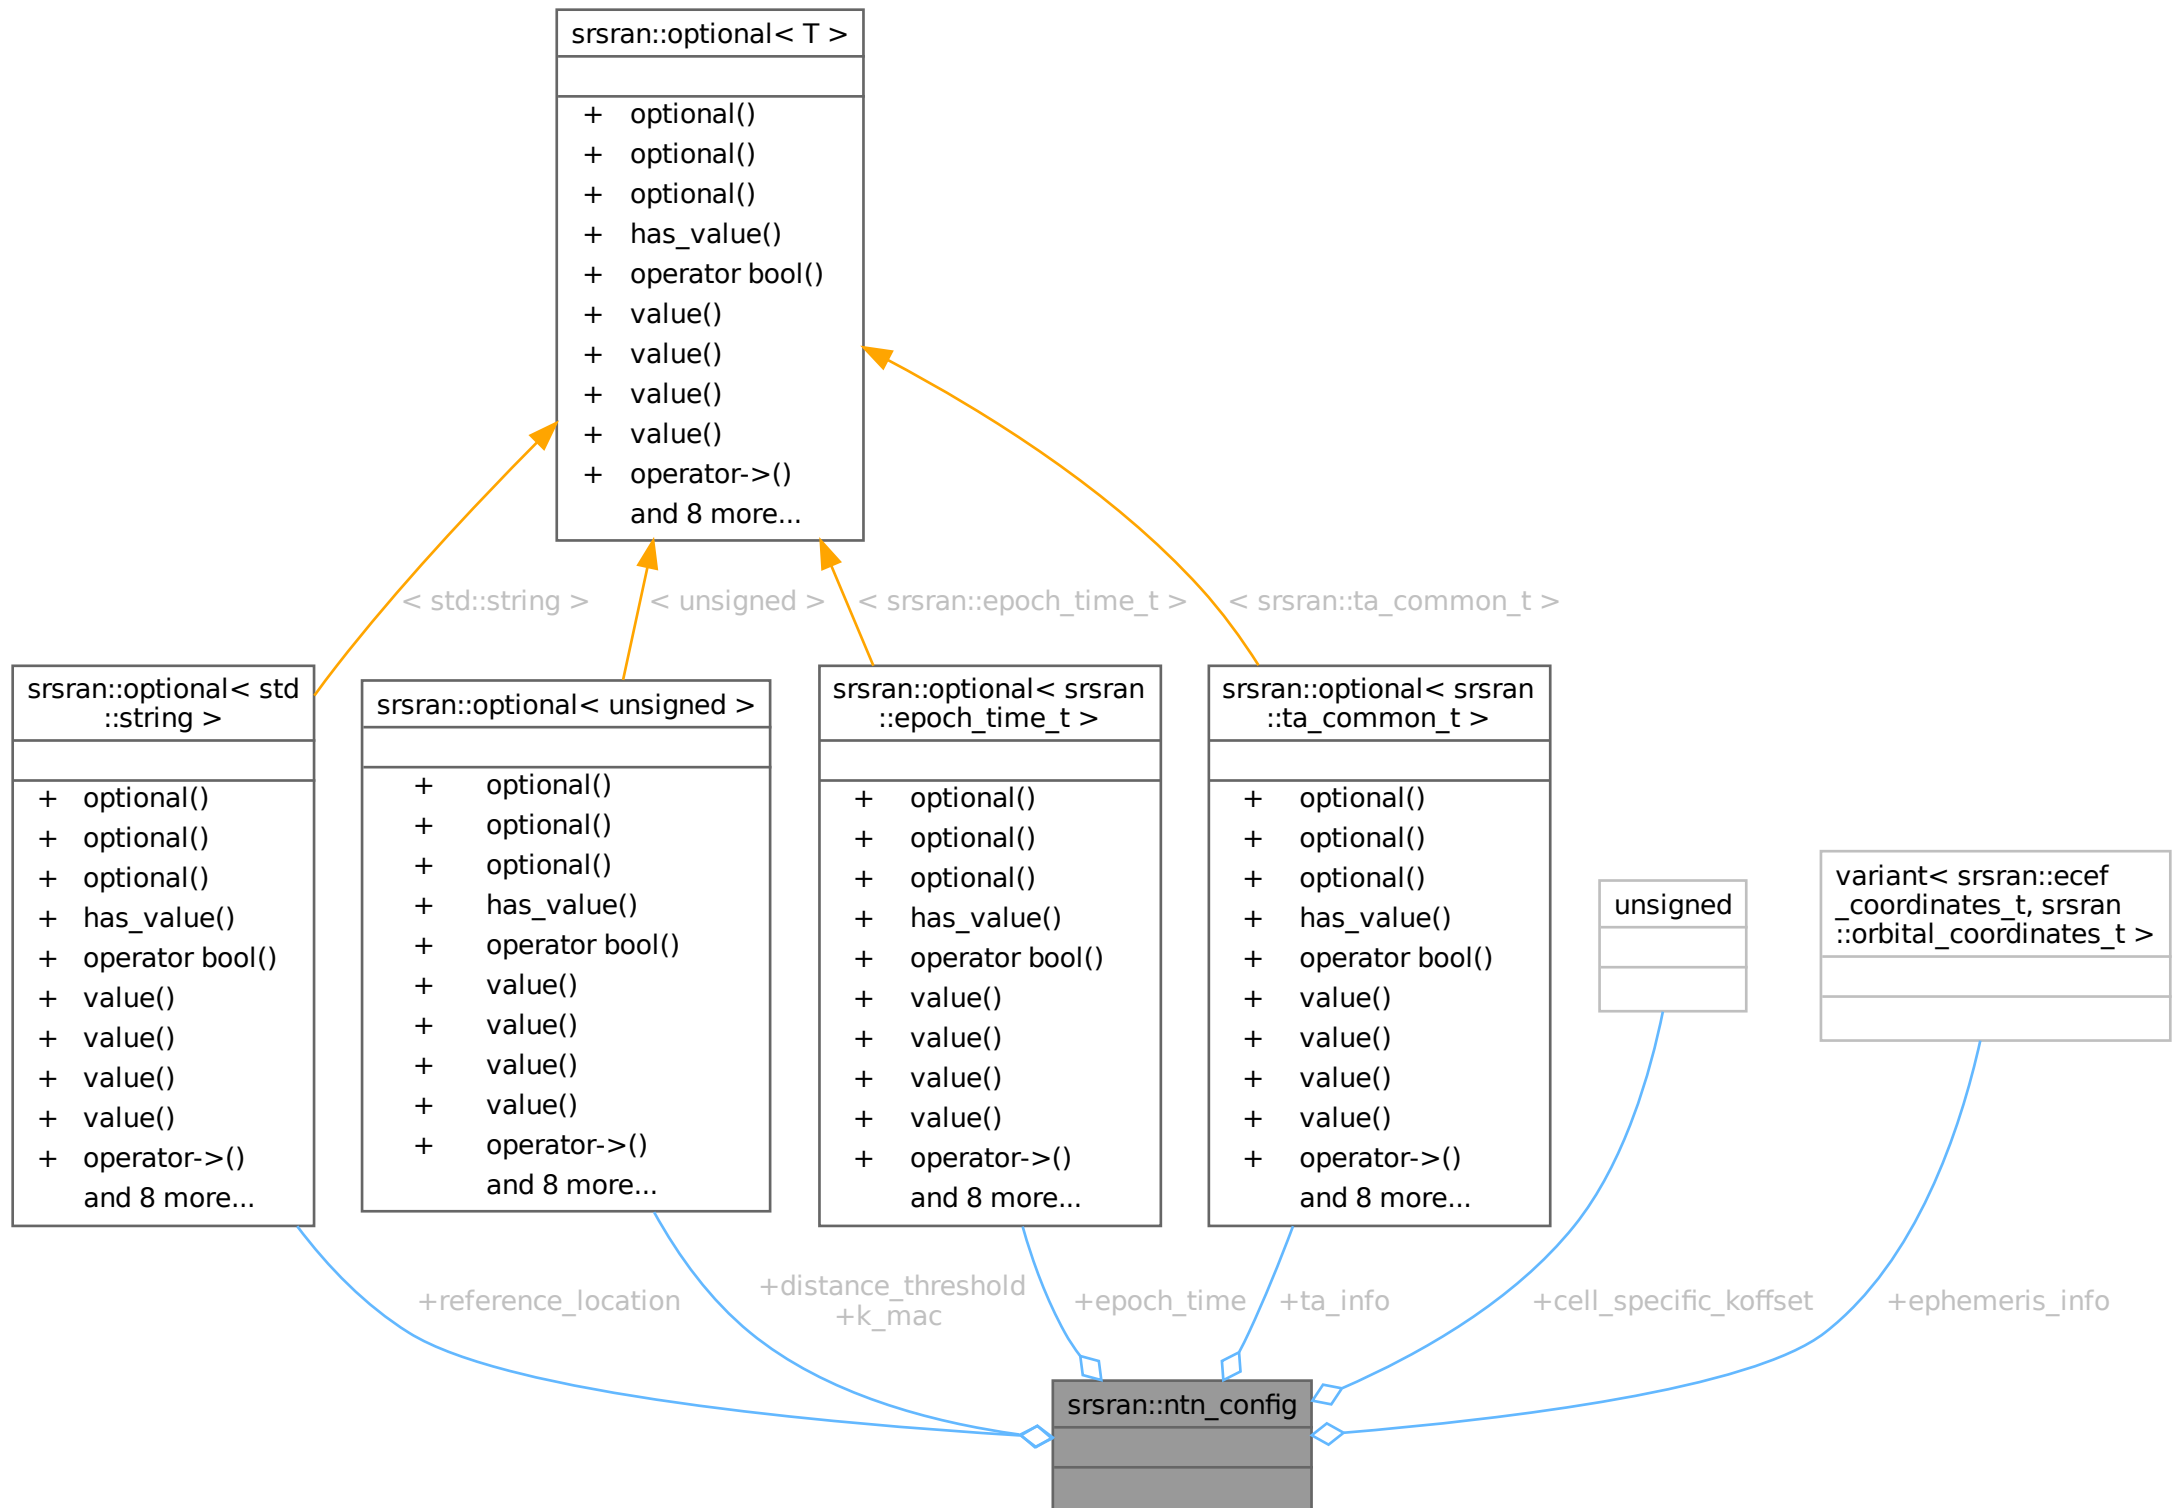 srsran::optional< T >
+ optional()
+ optional()
+ optional()
+ has_value()
+ operator bool()
+ value()
+ value()
+ value()
+ value()
+ operator->()
and 8 more...
< std::string >
< unsigned >
< srsran::epoch_time_t >
< srsran::ta_common_t >
srsran::optional< std
::string >
+ optional()
+ optional()
+ optional()
+ has_value()
+ operator bool()
+ value()
+ value()
+ value()
+ value()
+ operator->()
and 8 more...
srsran::optional< unsigned >
+ optional()
+ optional()
+ optional()
+ has_value()
+ operator bool()
+ value()
+ value()
+ value()
+ value()
+ operator->()
and 8 more...
srsran::optional< srsran
::epoch_time_t >
+ optional()
+ optional()
+ optional()
+ has_value()
+ operator bool()
+ value()
+ value()
+ value()
+ value()
+ operator->()
and 8 more...
srsran::optional< srsran
::ta_common_t >
+ optional()
+ optional()
+ optional()
+ has_value()
+ operator bool()
+ value()
+ value()
+ value()
+ value()
+ operator->()
and 8 more...
unsigned
variant< srsran::ecef
_coordinates_t, srsran
::orbital_coordinates_t >
+reference_location
+distance_threshold
+k_mac
+epoch_time
+ta_info
+cell_specific_koffset
+ephemeris_info
srsran::ntn_config